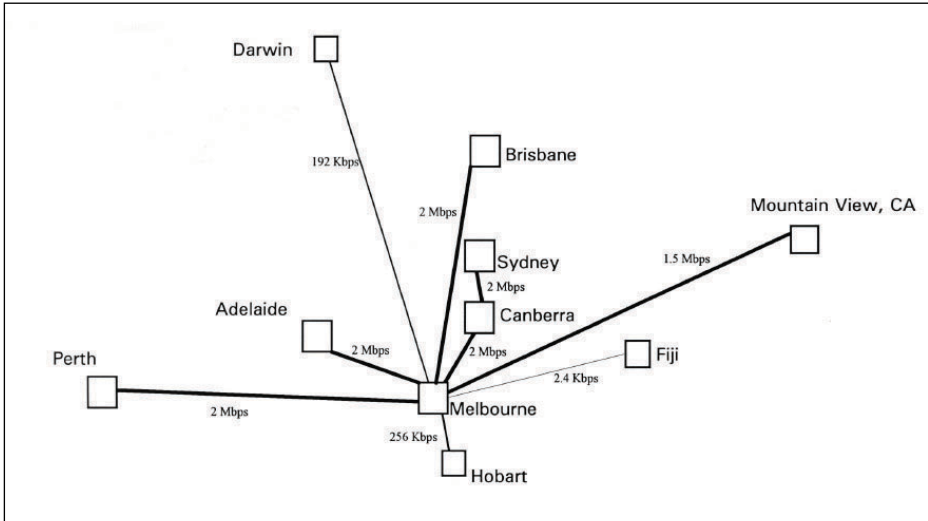 Darwin
192 Kbps
Brisbane
2 Mbps
Mountain View, CA
1.5 Mbps
Sydney
2 Mbps
Adelaide
Canberra
2 Mbps
2 Mbps
Fiji
2.4 Kbps
Perth
2 Mbps
Melbourne
256 Kbps
Hobart